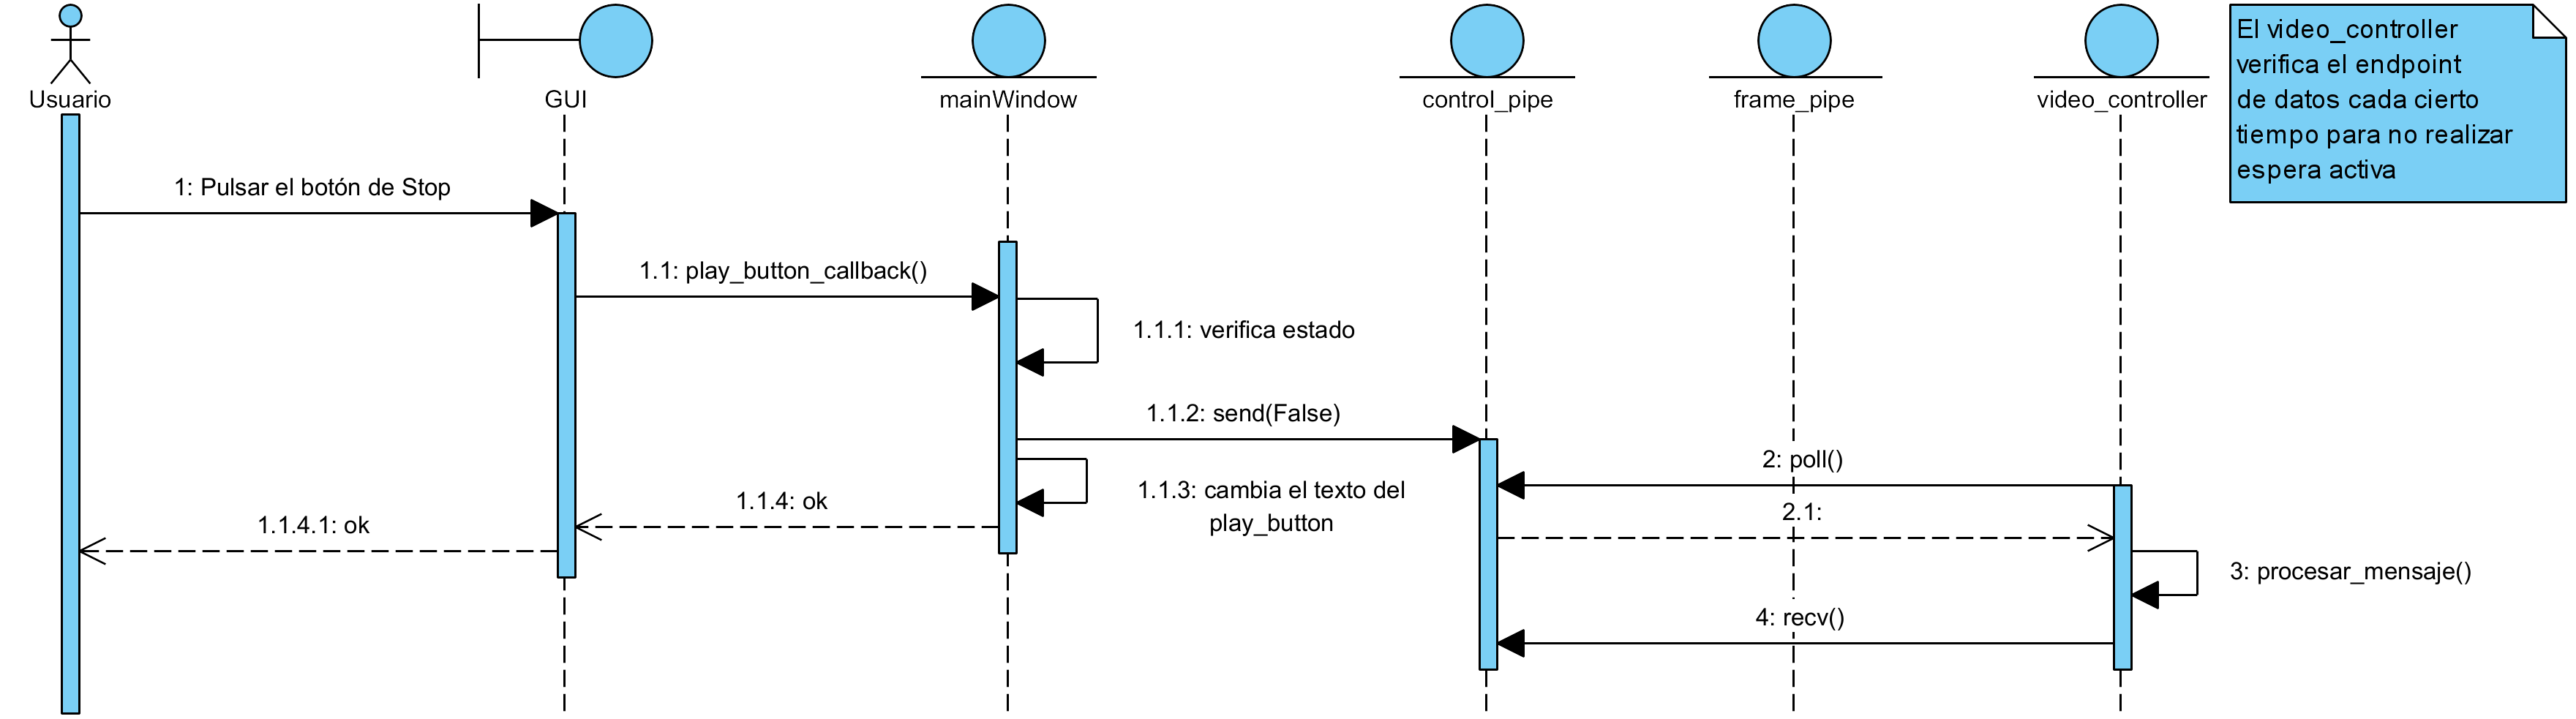 Usuario
GUI
mainWindow
control_pipe
frame_pipe
video_controller
El video_controller
verifica el endpoint
de datos cada cierto
tiempo para no realizar
espera activa
1: Pulsar el botón de Stop
1.1: play_button_callback()
1.1.1: verifica estado
1.1.2: send(False)
2: poll()
1.1.3: cambia el texto del
play_button
1.1.4: ok
2.1:
1.1.4.1: ok
3: procesar_mensaje()
4: recv()